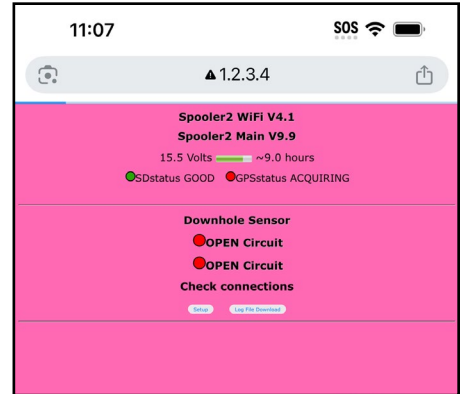 11:07 SOS
1.2.3.4
Spooler2 WiFi V4.1
Spooler2 Main V9.9
15.5 Volts ~9.0 hours
SDstatus GOOD GPSstatus ACQUIRING
Downhole Sensor
OPEN Circuit
OPEN Circuit
Check connections
Setup Log File Download